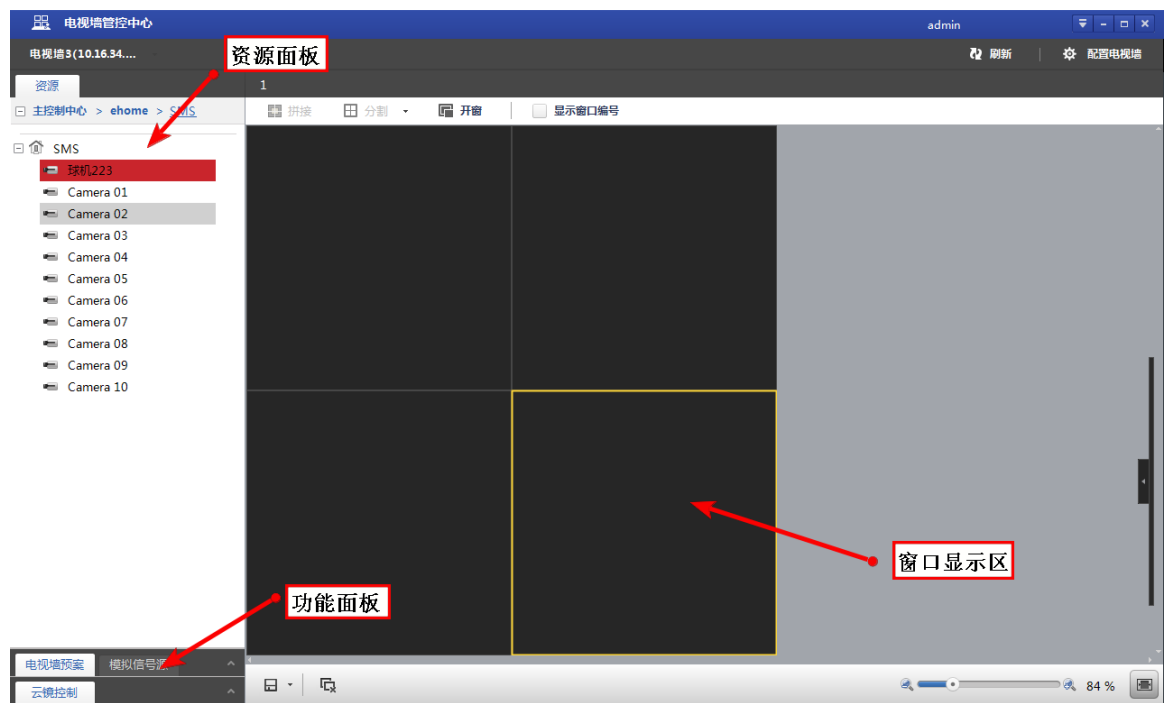 电视墙管控中心 admin
电视墙3(10.16.34.... 刷新 配置电视墙
资源面板
资源 1
主控制中心 > ehome > SMS 拼接 分割 开窗 显示窗口编号
SMS
球机223
Camera 01
Camera 02
Camera 03
Camera 04
Camera 05
Camera 06
Camera 07
Camera 08
Camera 09
Camera 10
窗口显示区
功能面板
电视墙预案 模拟信号源
云镜控制 84 %